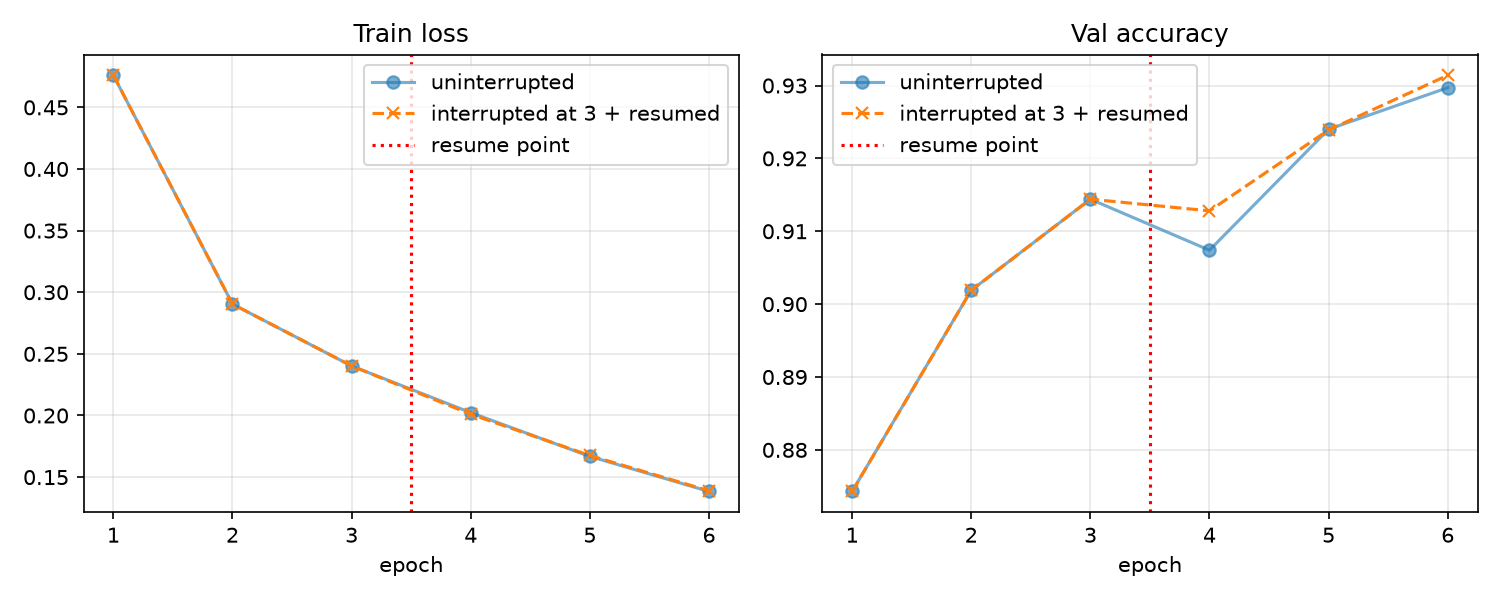 Train loss
uninterrupted
interrupted at 3 + resumed
resume point
0.45
0.40
0.35
0.30
0.25
0.20
0.15
1 2 3 4 5 6
epoch
Val accuracy
uninterrupted
interrupted at 3 + resumed
resume point
0.93
0.92
0.91
0.90
0.89
0.88
1 2 3 4 5 6
epoch